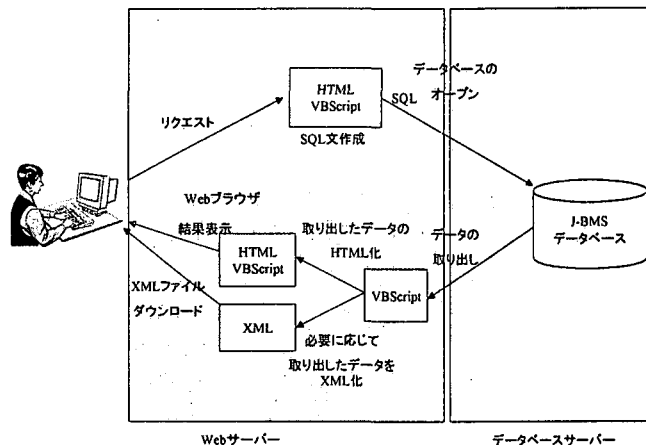 HTML
VBScript
SQL文作成
データベースの
オープン
SQL
リクエスト
Webブラウザ
結果表示
取り出したデータの
HTML化
データの
取り出し
J-BMS
データベース
HTML
VBScript
VBScript
XMLファイル
ダウンロード
XML
必要に応じて
取り出したデータを
XML化
Webサーバー
データベースサーバー